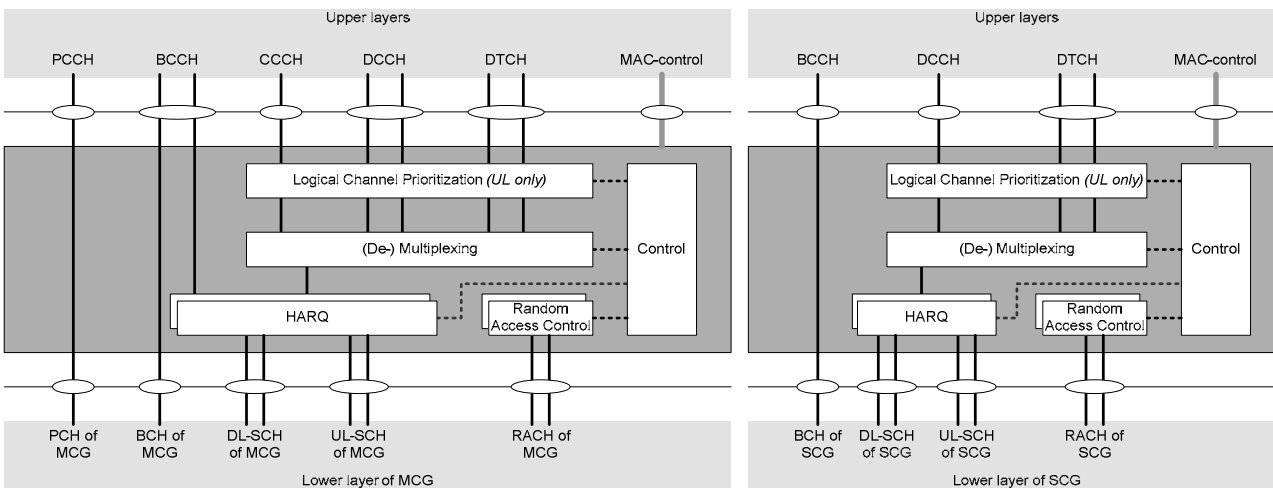 Upper layers
PCCH BCCH CCCH DCCH DTCH MAC-control
Logical Channel Prioritization (UL only)
(De-) Multiplexing
Control
HARQ
Random
Access Control
PCH of
MCG
BCH of
MCG
DL-SCH
of MCG
UL-SCH
of MCG
RACH of
MCG
Lower layer of MCG
Upper layers
BCCH DCCH DTCH MAC-control
Logical Channel Prioritization (UL only)
(De-) Multiplexing
Control
HARQ
Random
Access Control
BCH of
SCG
DL-SCH
of SCG
UL-SCH
of SCG
RACH of
SCG
Lower layer of SCG